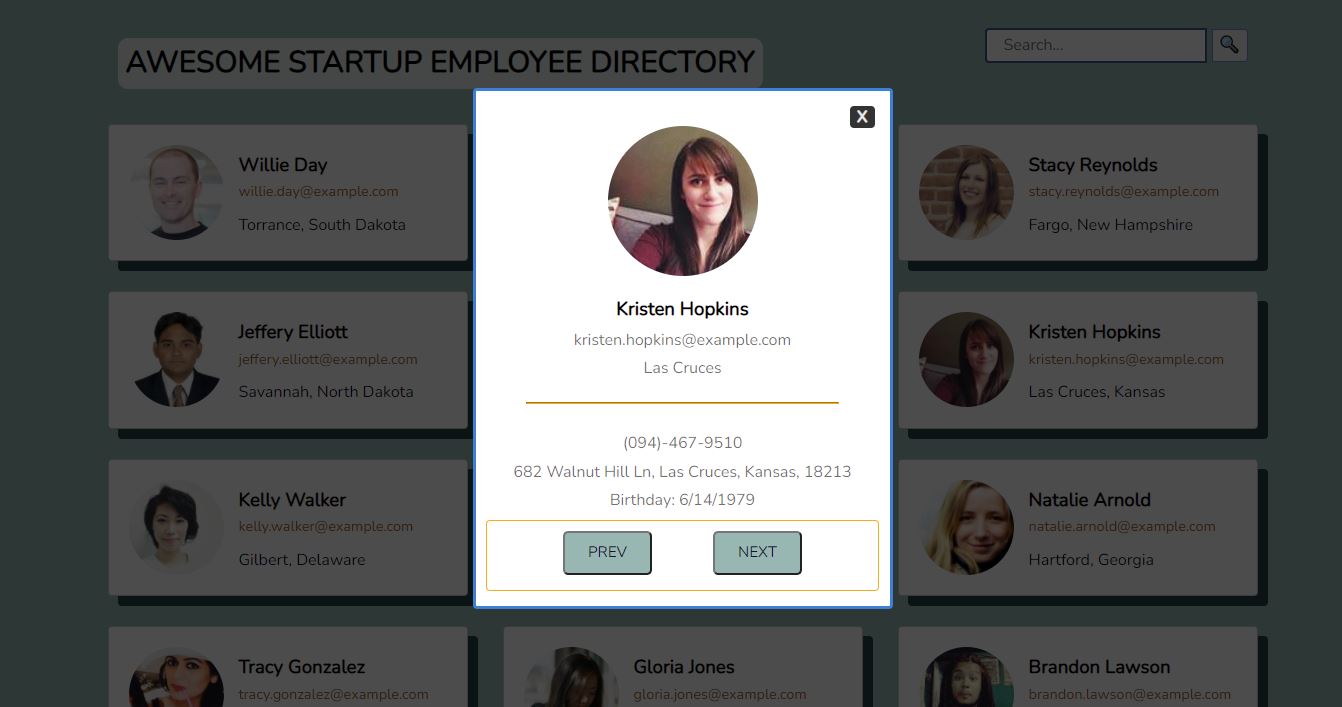 AWESOME STARTUP EMPLOYEE DIRECTORY
Search...
X
Willie Day
willie.day@example.com
Torrance, South Dakota
Stacy Reynolds
stacy.reynolds@example.com
Fargo, New Hampshire
Jeffery Elliott
jeffery.elliott@example.com
Savannah, North Dakota
Kristen Hopkins
kristen.hopkins@example.com
Las Cruces
(094)-467-9510
682 Walnut Hill Ln, Las Cruces, Kansas, 18213
Birthday: 6/14/1979
PREV
NEXT
Kristen Hopkins
kristen.hopkins@example.com
Las Cruces, Kansas
Kelly Walker
kelly.walker@example.com
Gilbert, Delaware
Natalie Arnold
natalie.arnold@example.com
Hartford, Georgia
Tracy Gonzalez
tracy.gonzalez@example.com
Gloria Jones
gloria.jones@example.com
Brandon Lawson
brandon.lawson@example.com